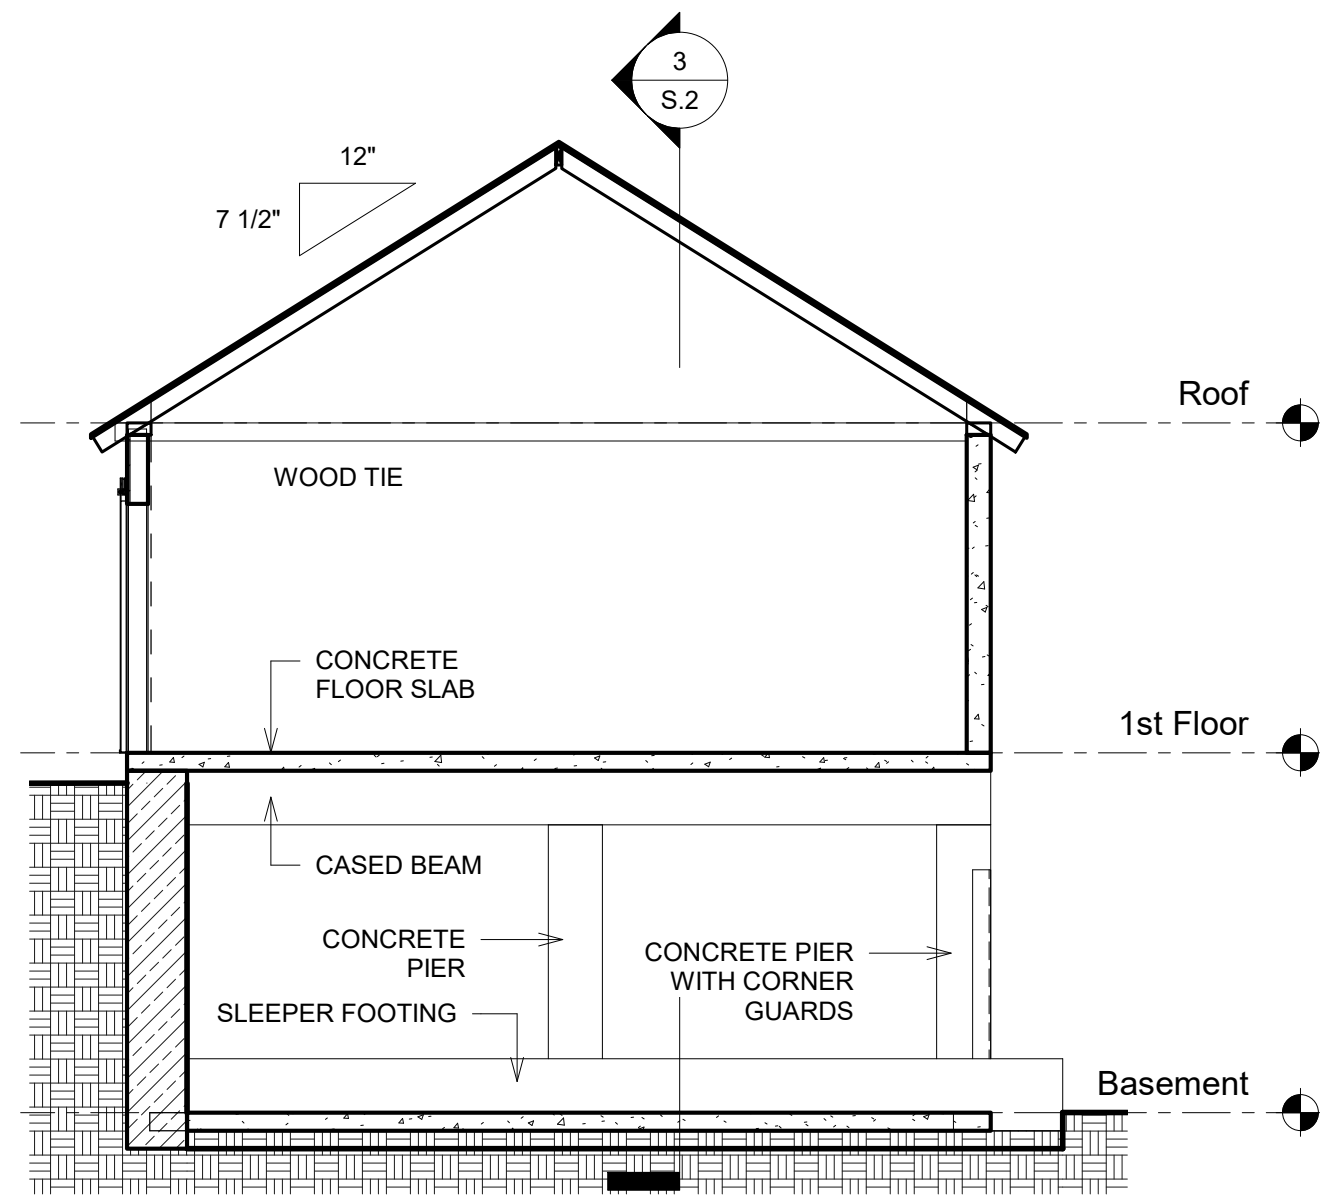 3
S.2
12"
7 1/2"
Roof
WOOD TIE
CONCRETE
FLOOR SLAB
1st Floor
CASED BEAM
CONCRETE
PIER
CONCRETE PIER
WITH CORNER
GUARDS
SLEEPER FOOTING
Basement